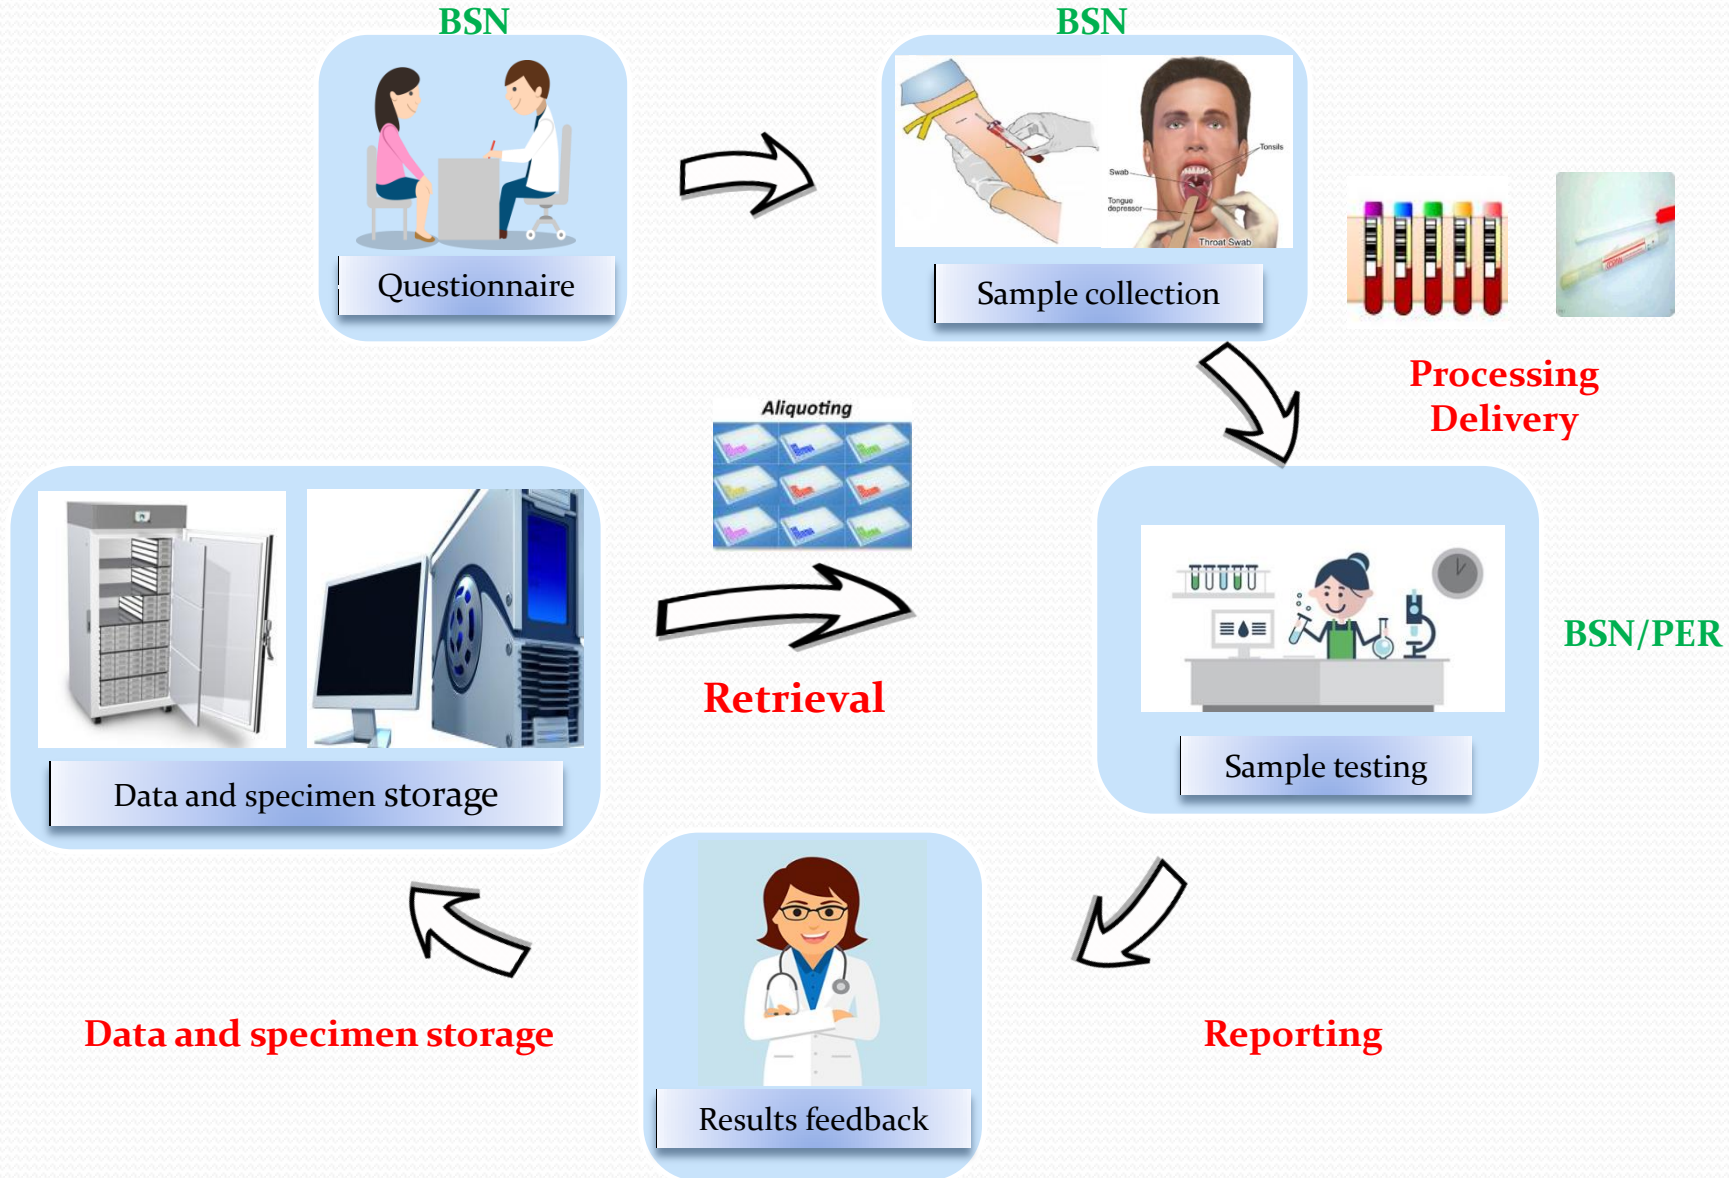 BSN
BSN
Tonsils
Swab
Tongue
depressor
Throat Swab
Questionnaire
Sample collection
Processing
Delivery
Aliquoting
BSN/PER
Retrieval
Sample testing
Data and specimen storage
Data and specimen storage
Reporting
Results feedback